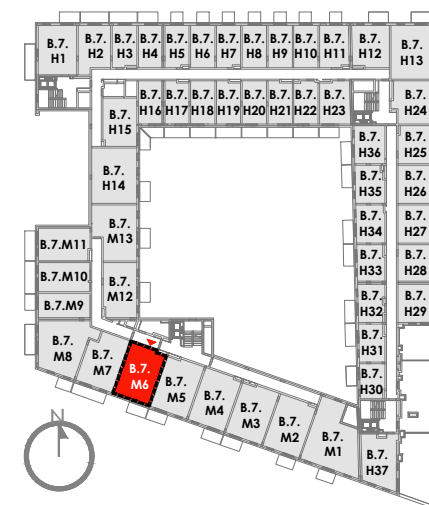 B.7.
H1
B.7.
H2
B.7.
H3
B.7.
H4
B.7.
H5
B.7.
H6
B.7.
H7
B.7.
H8
B.7.
H9
B.7.
H10
B.7.
H11
B.7.
H12
B.7.
H13
B.7.
H15
B.7.
H16
B.7.
H17
B.7.
H18
B.7.
H19
B.7.
H20
B.7.
H21
B.7.
H22
B.7.
H23
B.7.
H24
B.7.
H36
B.7.
H25
B.7.
H14
B.7.
H35
B.7.
H26
B.7.
M13
B.7.
H34
B.7.
H27
B.7.M11
B.7.M10
B.7.M9
B.7.
M12
B.7.
H33
B.7.
H28
B.7.
H32
B.7.
H29
B.7.
M8
B.7.
M7
B.7.
M6
B.7.
M5
B.7.
M4
B.7.
M3
B.7.
M2
B.7.
M1
B.7.
H31
B.7.
H30
B.7.
H37
N